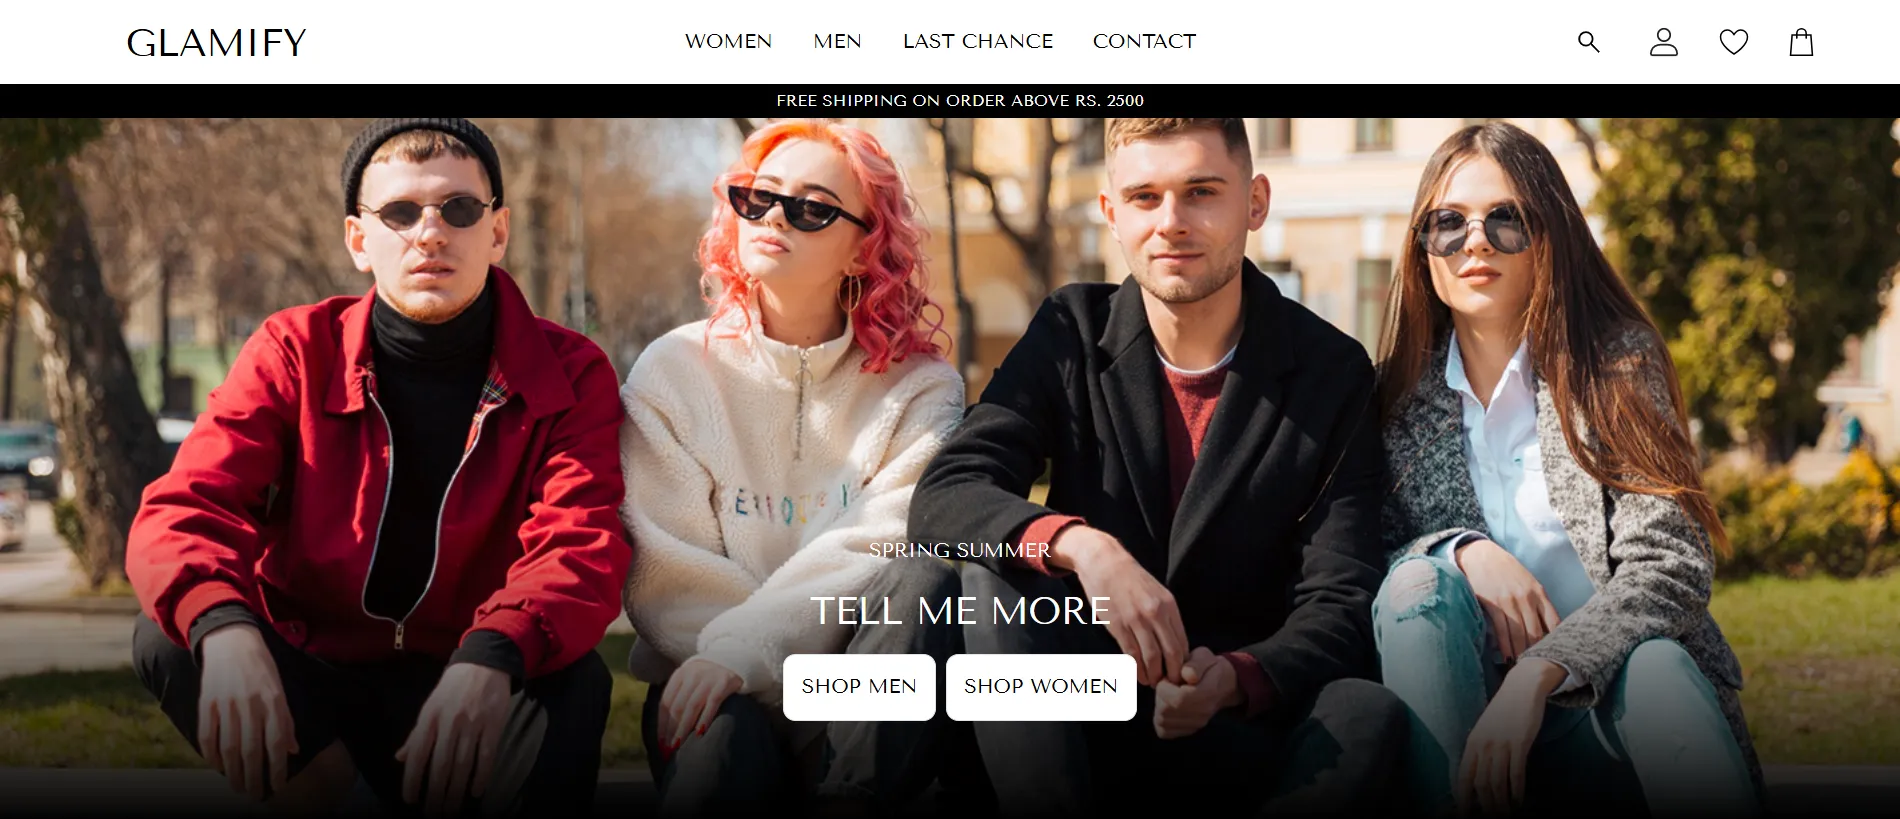 GLAMIFY
WOMEN MEN LAST CHANCE CONTACT
FREE SHIPPING ON ORDER ABOVE RS. 2500
SPRING SUMMER
TELL ME MORE
SHOP MEN SHOP WOMEN